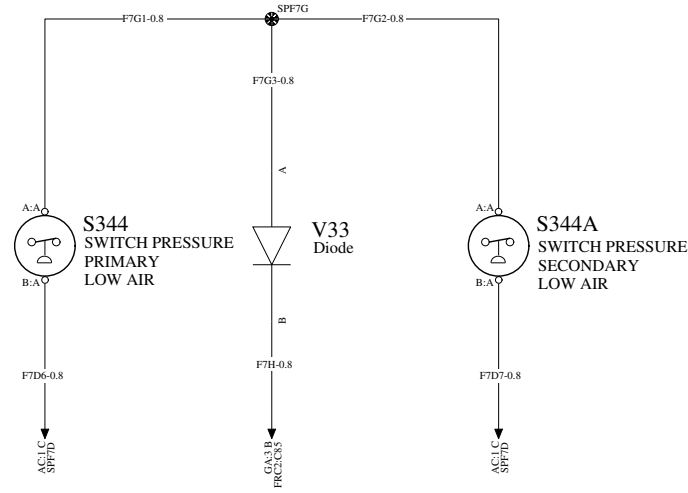 SPF7G
F7G1-0.8
F7G2-0.8
F7G3-0.8
A
A:A
S344
SWITCH PRESSURE
PRIMARY
LOW AIR
B:A
V33
Diode
A:A
S344A
SWITCH PRESSURE
SECONDARY
LOW AIR
B:A
B
F7H-0.8
F7D6-0.8
F7D7-0.8
AC:1 C
SPF7D
GA:3 B
FRC2:C85
AC:1 C
SPF7D